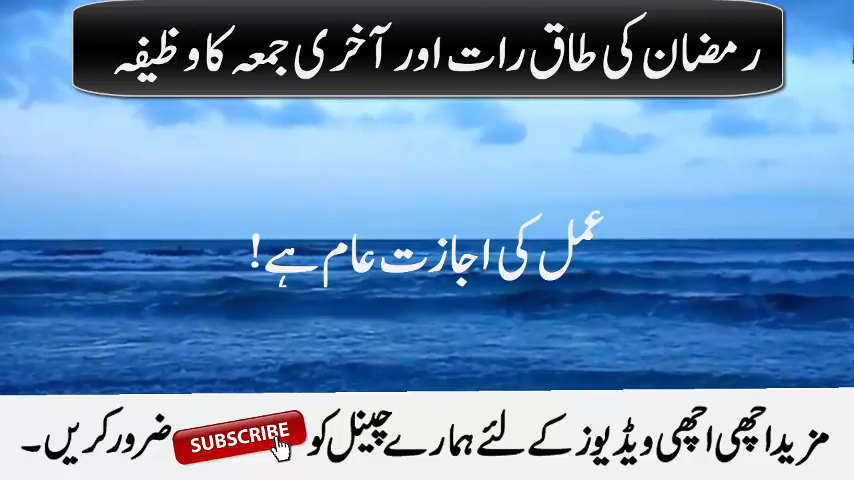 رمضان کی طاق رات اور آخری جمعہ کا وظیفہ
عمل کی اجازت عام ہے!
مزید اچھی اچھی ویڈیوز کے لئے ہمارے چینل کو SUBSCRIBE ضرور کریں۔